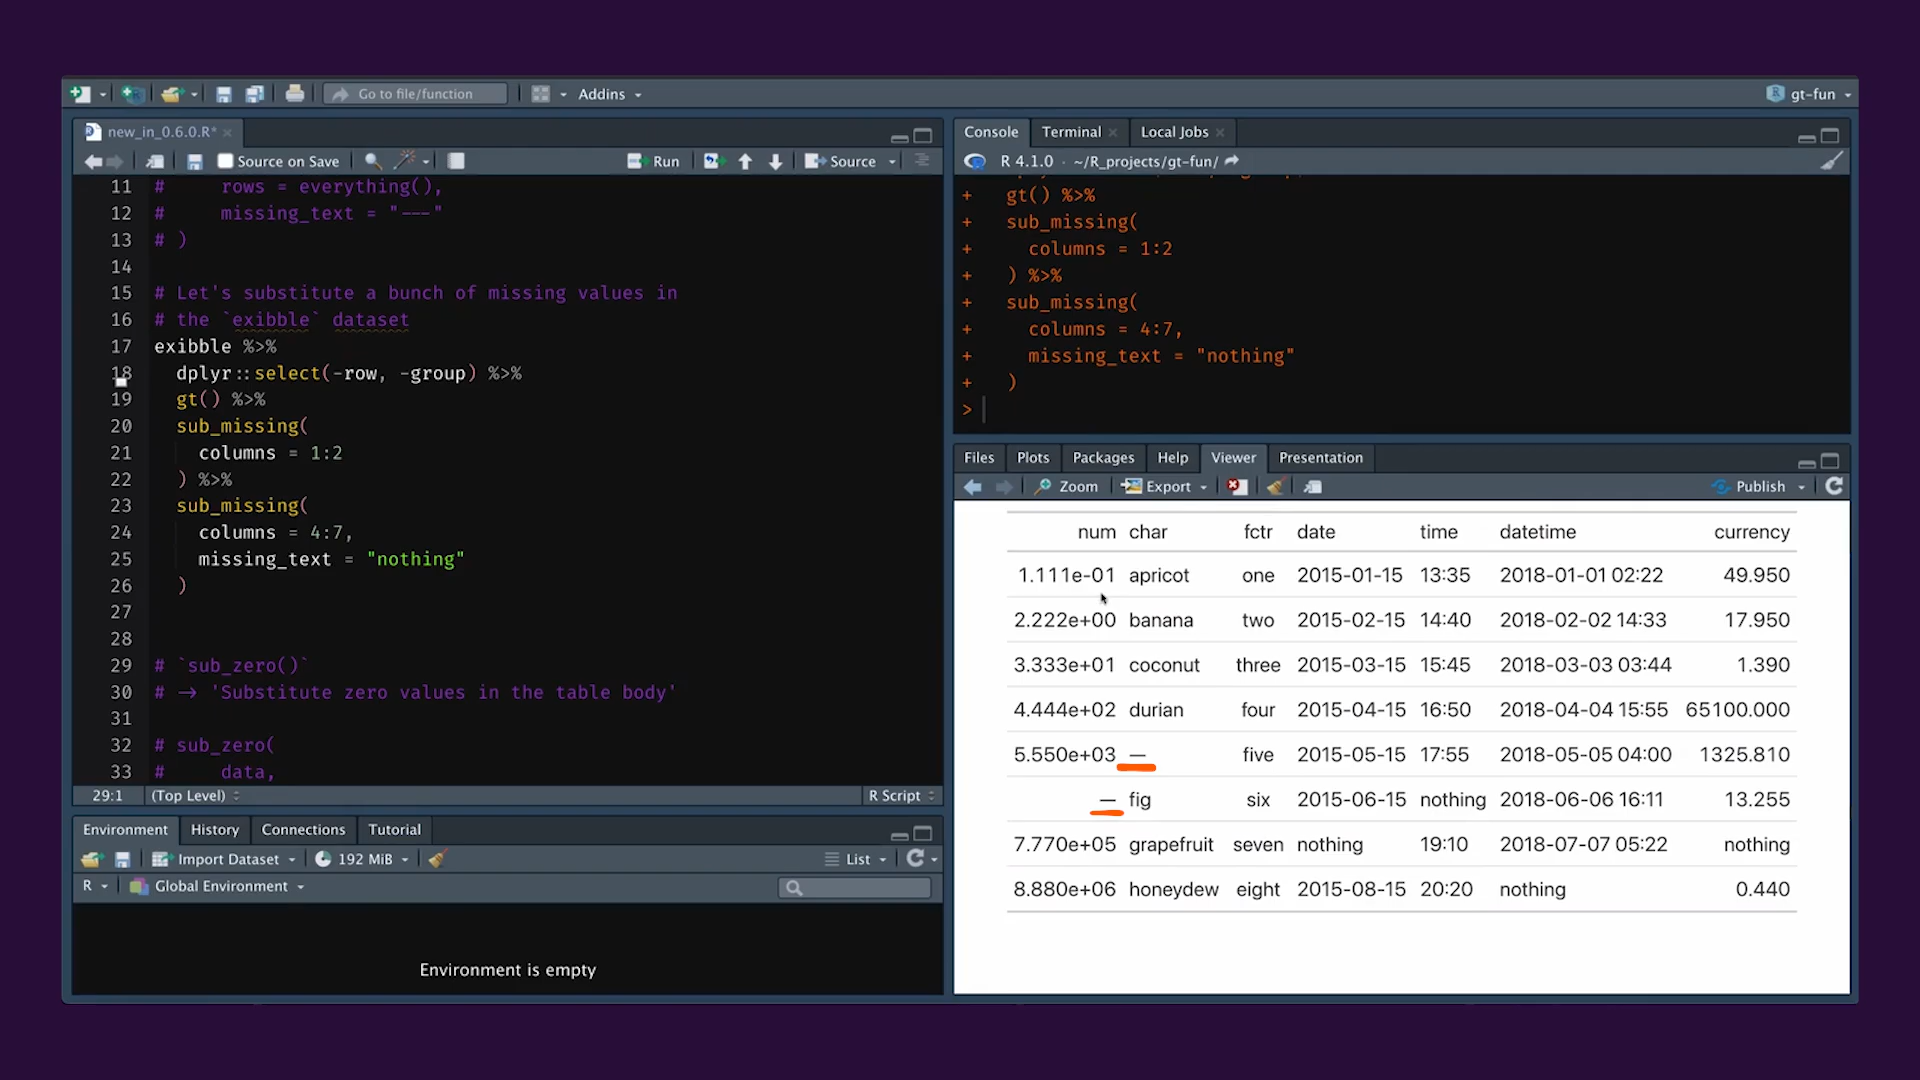 Go to file/function
Addins
gt-fun
new_in_0.6.0.R*
Source on Save
Run
Source
11 #     rows = everything(),
12 #     missing_text = "---"
13 # )
14
15 # Let's substitute a bunch of missing values in
16 # the `exibble` dataset
17 exibble %>%
18   dplyr::select(-row, -group) %>%
19   gt() %>%
20   sub_missing(
21     columns = 1:2
22   ) %>%
23   sub_missing(
24     columns = 4:7,
25     missing_text = "nothing"
26   )
27
28
29 # `sub_zero()`
30 # -> 'Substitute zero values in the table body'
31
32 # sub_zero(
33 #     data,
29:1 (Top Level) R Script
Environment History Connections Tutorial
Import Dataset 192 MiB List
R Global Environment
Environment is empty
Console Terminal Local Jobs
R 4.1.0 · ~/R_projects/gt-fun/
+   gt() %>%
+   sub_missing(
+     columns = 1:2
+   ) %>%
+   sub_missing(
+     columns = 4:7,
+     missing_text = "nothing"
+   )
>
Files Plots Packages Help Viewer Presentation
Zoom Export Publish
num char fctr date time datetime currency
1.111e-01 apricot one 2015-01-15 13:35 2018-01-01 02:22 49.950
2.222e+00 banana two 2015-02-15 14:40 2018-02-02 14:33 17.950
3.333e+01 coconut three 2015-03-15 15:45 2018-03-03 03:44 1.390
4.444e+02 durian four 2015-04-15 16:50 2018-04-04 15:55 65100.000
5.550e+03 — five 2015-05-15 17:55 2018-05-05 04:00 1325.810
— fig six 2015-06-15 nothing 2018-06-06 16:11 13.255
7.770e+05 grapefruit seven nothing 19:10 2018-07-07 05:22 nothing
8.880e+06 honeydew eight 2015-08-15 20:20 nothing 0.440